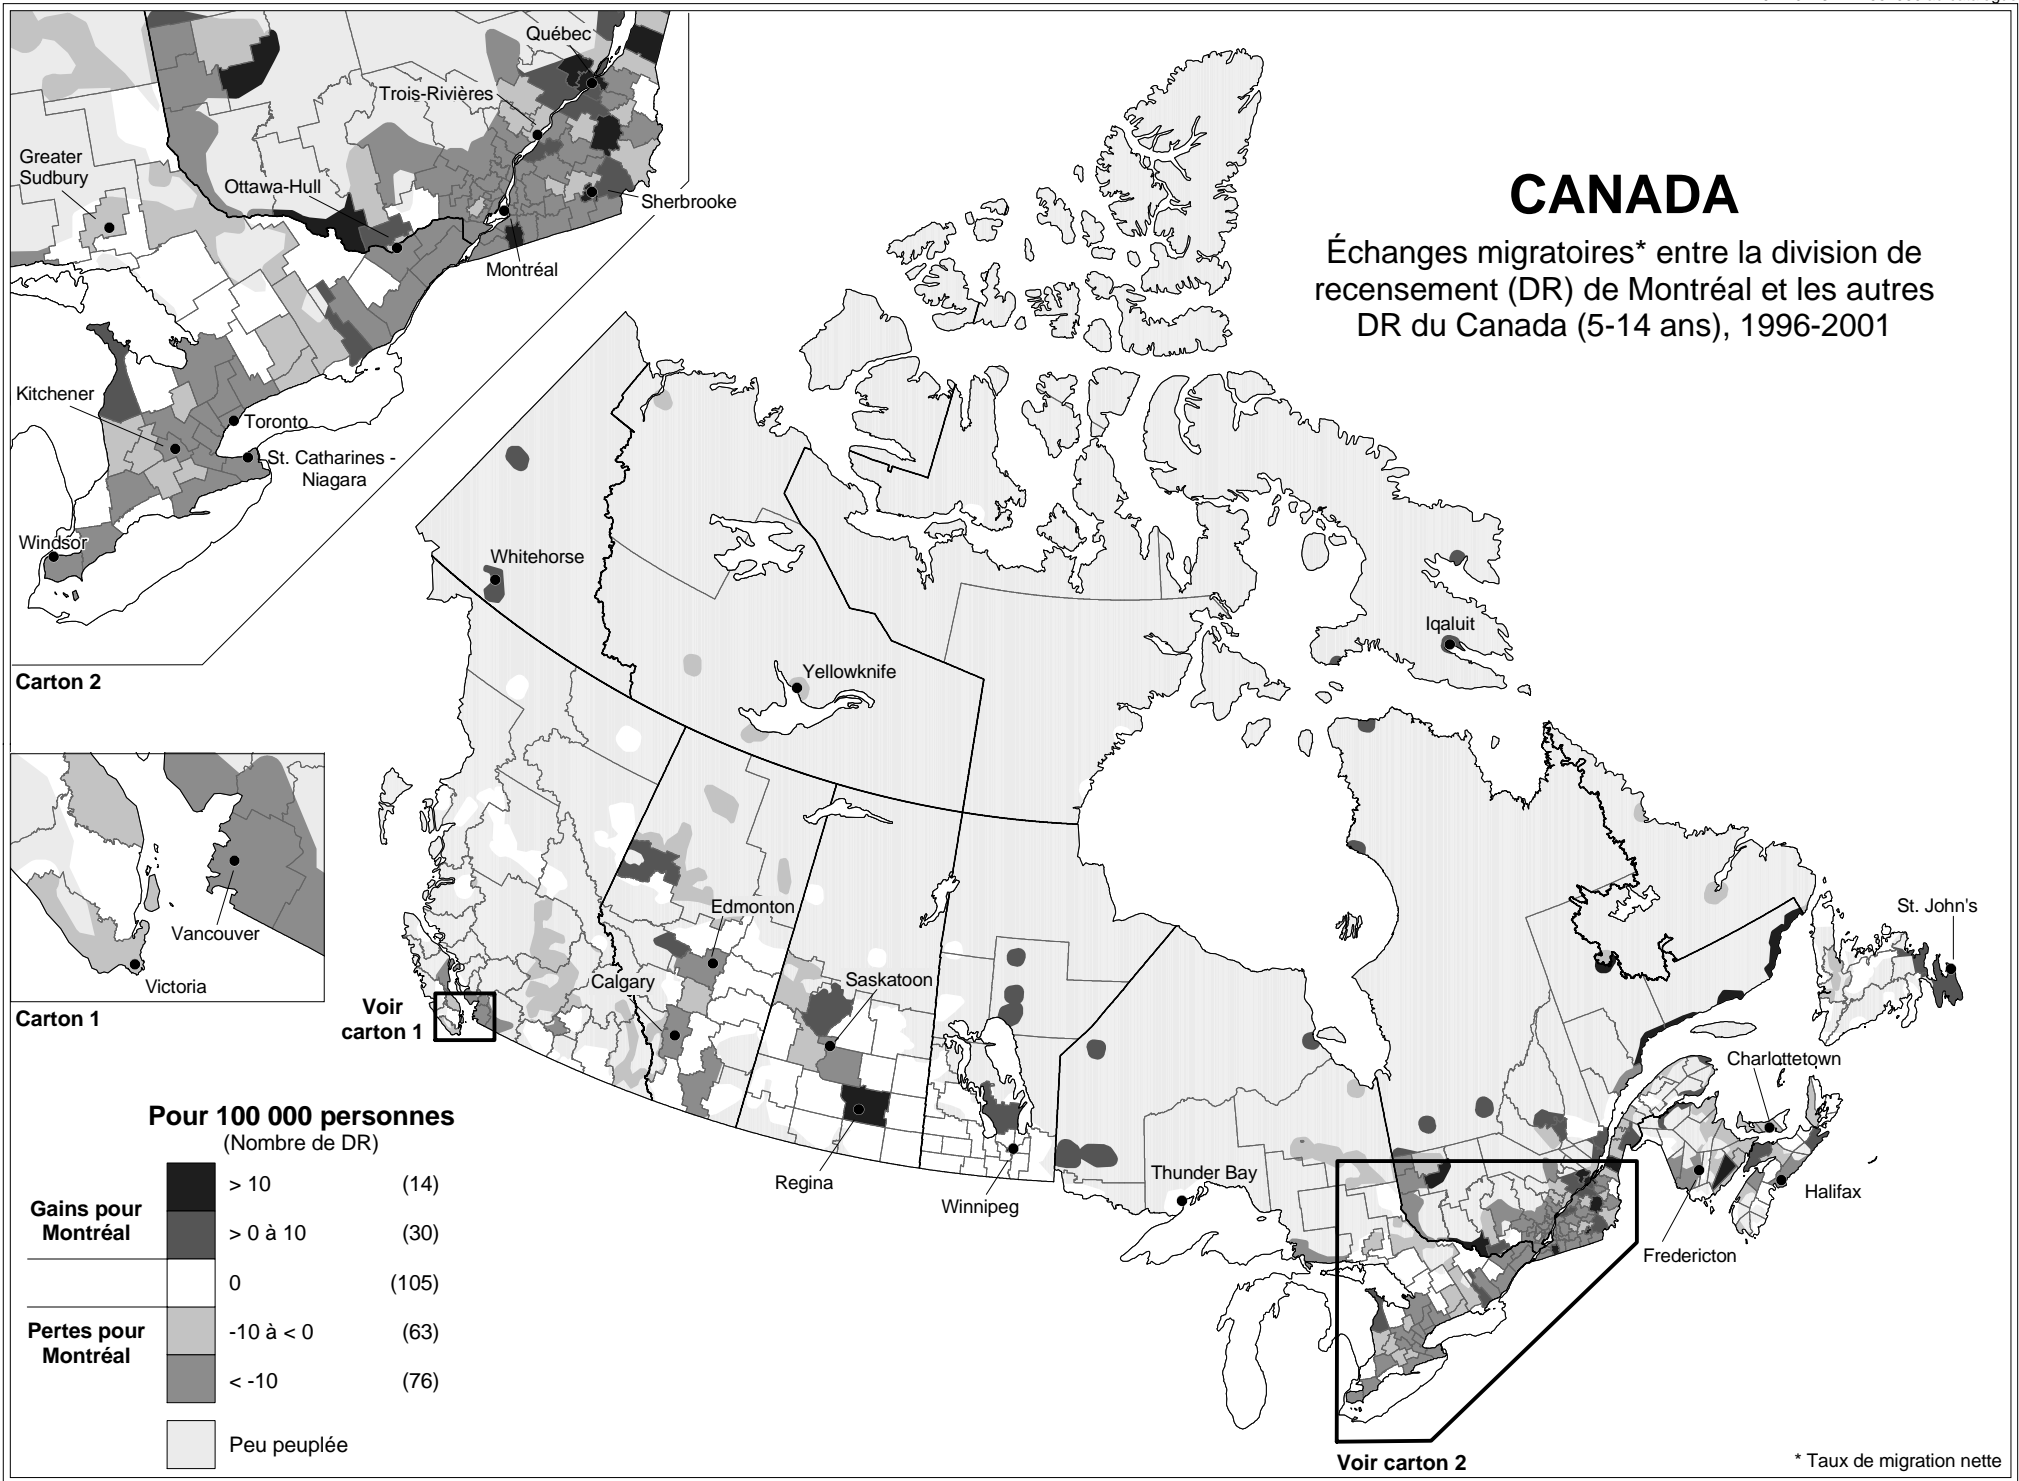 CANADA
Échanges migratoires* entre la division de
recensement (DR) de Montréal et les autres
DR du Canada (5-14 ans), 1996-2001
Québec
Trois-Rivières
Greater
Sudbury
Ottawa-Hull
Sherbrooke
Montréal
Kitchener
Toronto
St. Catharines -
Niagara
Windsor
Carton 2
Vancouver
Victoria
Carton 1
Voir
carton 1
Whitehorse
Yellowknife
Iqaluit
Edmonton
Calgary
Saskatoon
Regina
Winnipeg
Thunder Bay
St. John's
Charlottetown
Halifax
Fredericton
Voir carton 2
Pour 100 000 personnes
(Nombre de DR)
Gains pour
Montréal
> 10 (14)
> 0 à 10 (30)
0 (105)
Pertes pour
Montréal
-10 à < 0 (63)
< -10 (76)
Peu peuplée
* Taux de migration nette